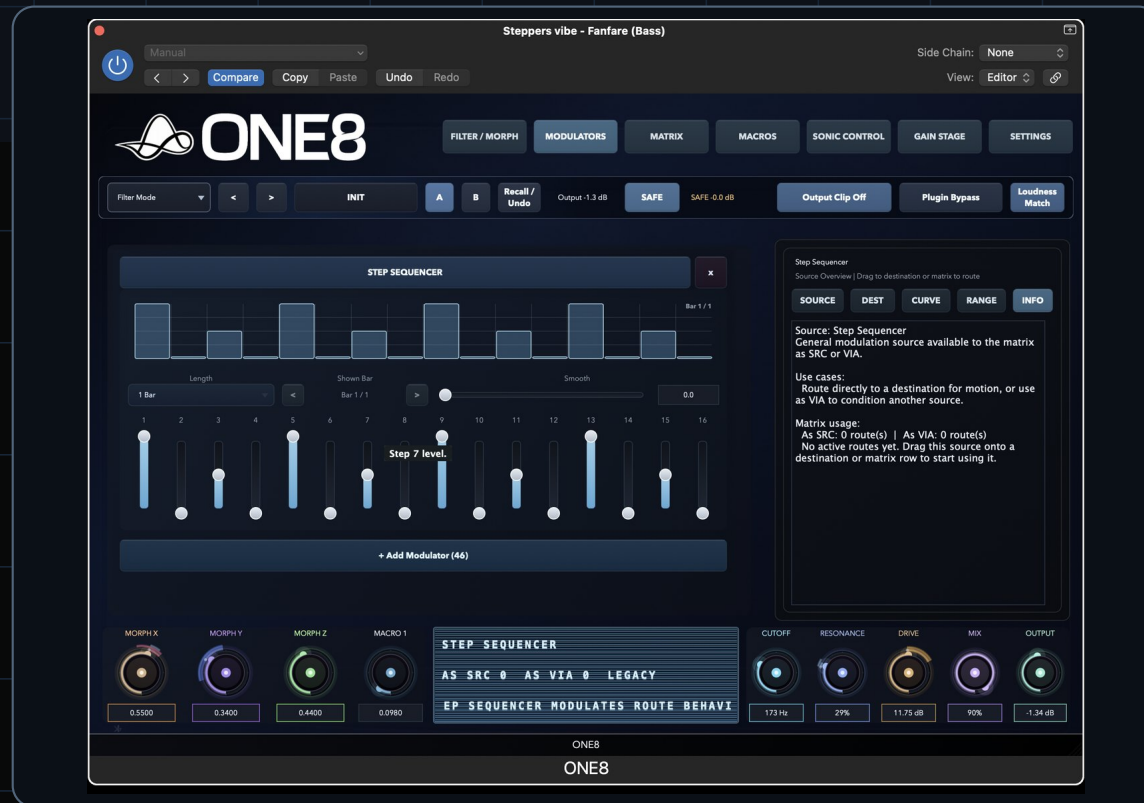 Steppers vibe - Fanfare (Bass)
Manual
Side Chain: None
Compare Copy Paste Undo Redo
View: Editor
ONE8
FILTER / MORPH MODULATORS MATRIX MACROS SONIC CONTROL GAIN STAGE SETTINGS
Filter Mode < > INIT A B Recall / Undo Output -1.3 dB SAFE SAFE -0.0 dB Output Clip Off Plugin Bypass Loudness Match
STEP SEQUENCER x
Bar 1 / 1
Length Shown Bar Smooth
1 Bar < Bar 1 / 1 > 0.0
1 2 3 4 5 6 7 8 9 10 11 12 13 14 15 16
Step 7 level.
+ Add Modulator (46)
Step Sequencer
Source Overview | Drag to destination or matrix to route
SOURCE DEST CURVE RANGE INFO
Source: Step Sequencer
General modulation source available to the matrix
as SRC or VIA.
Use cases:
Route directly to a destination for motion, or use
as VIA to condition another source.
Matrix usage:
As SRC: 0 route(s) | As VIA: 0 route(s)
No active routes yet. Drag this source onto a
destination or matrix row to start using it.
MORPH X MORPH Y MORPH Z MACRO 1
0.5500 0.3400 0.4400 0.0980
STEP SEQUENCER
AS SRC 0 AS VIA 0 LEGACY
EP SEQUENCER MODULATES ROUTE BEHAVI
CUTOFF RESONANCE DRIVE MIX OUTPUT
173 Hz 29% 11.75 dB 90% -1.34 dB
ONE8
ONE8